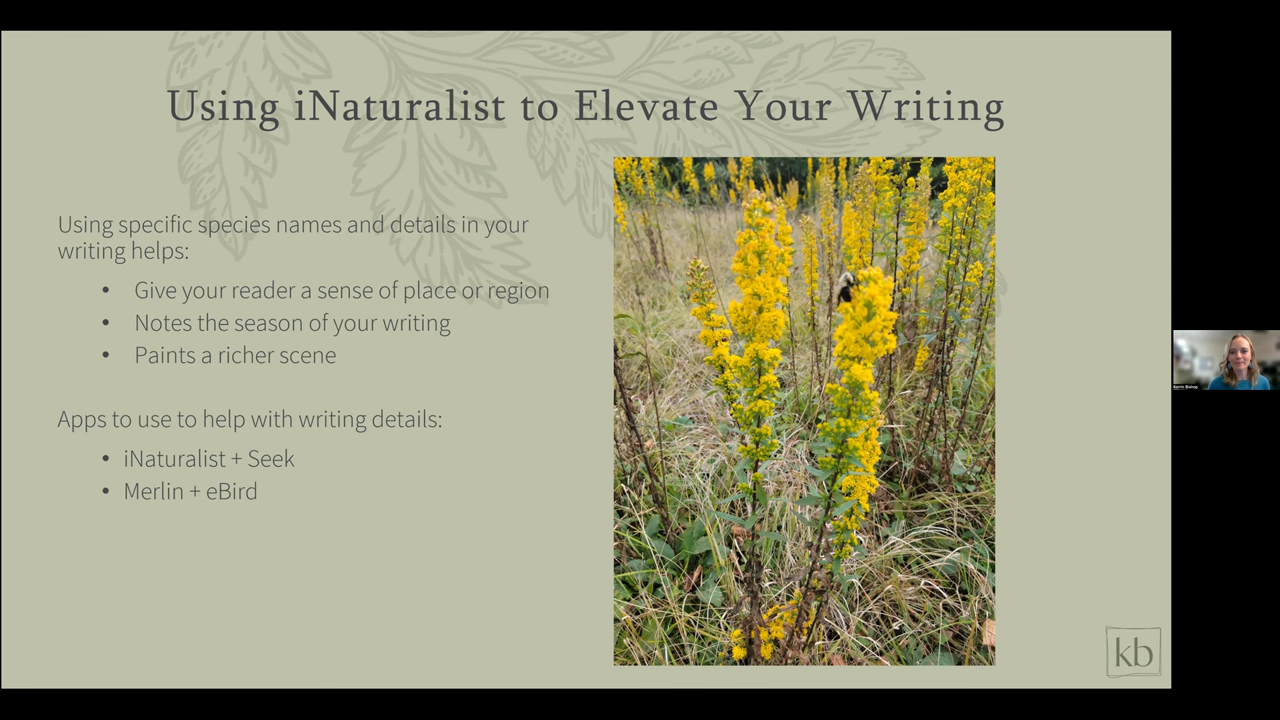 Using iNaturalist to Elevate Your Writing
Using specific species names and details in your
writing helps:
• Give your reader a sense of place or region
• Notes the season of your writing
• Paints a richer scene
Apps to use to help with writing details:
• iNaturalist + Seek
• Merlin + eBird
kb
Kerrin Bishop